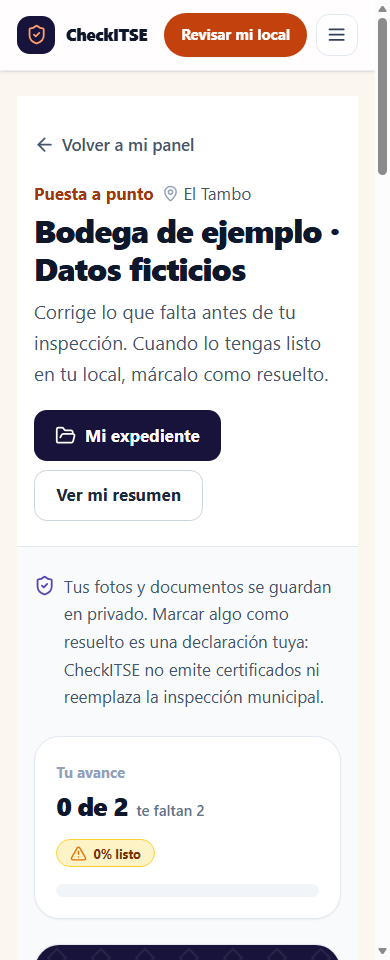 CheckITSE
Revisar mi local
Volver a mi panel
Puesta a punto El Tambo
Bodega de ejemplo ·
Datos ficticios
Corrige lo que falta antes de tu
inspección. Cuando lo tengas listo
en tu local, márcalo como resuelto.
Mi expediente
Ver mi resumen
Tus fotos y documentos se guardan
en privado. Marcar algo como
resuelto es una declaración tuya:
CheckITSE no emite certificados ni
reemplaza la inspección municipal.
Tu avance
0 de 2 te faltan 2
0% listo